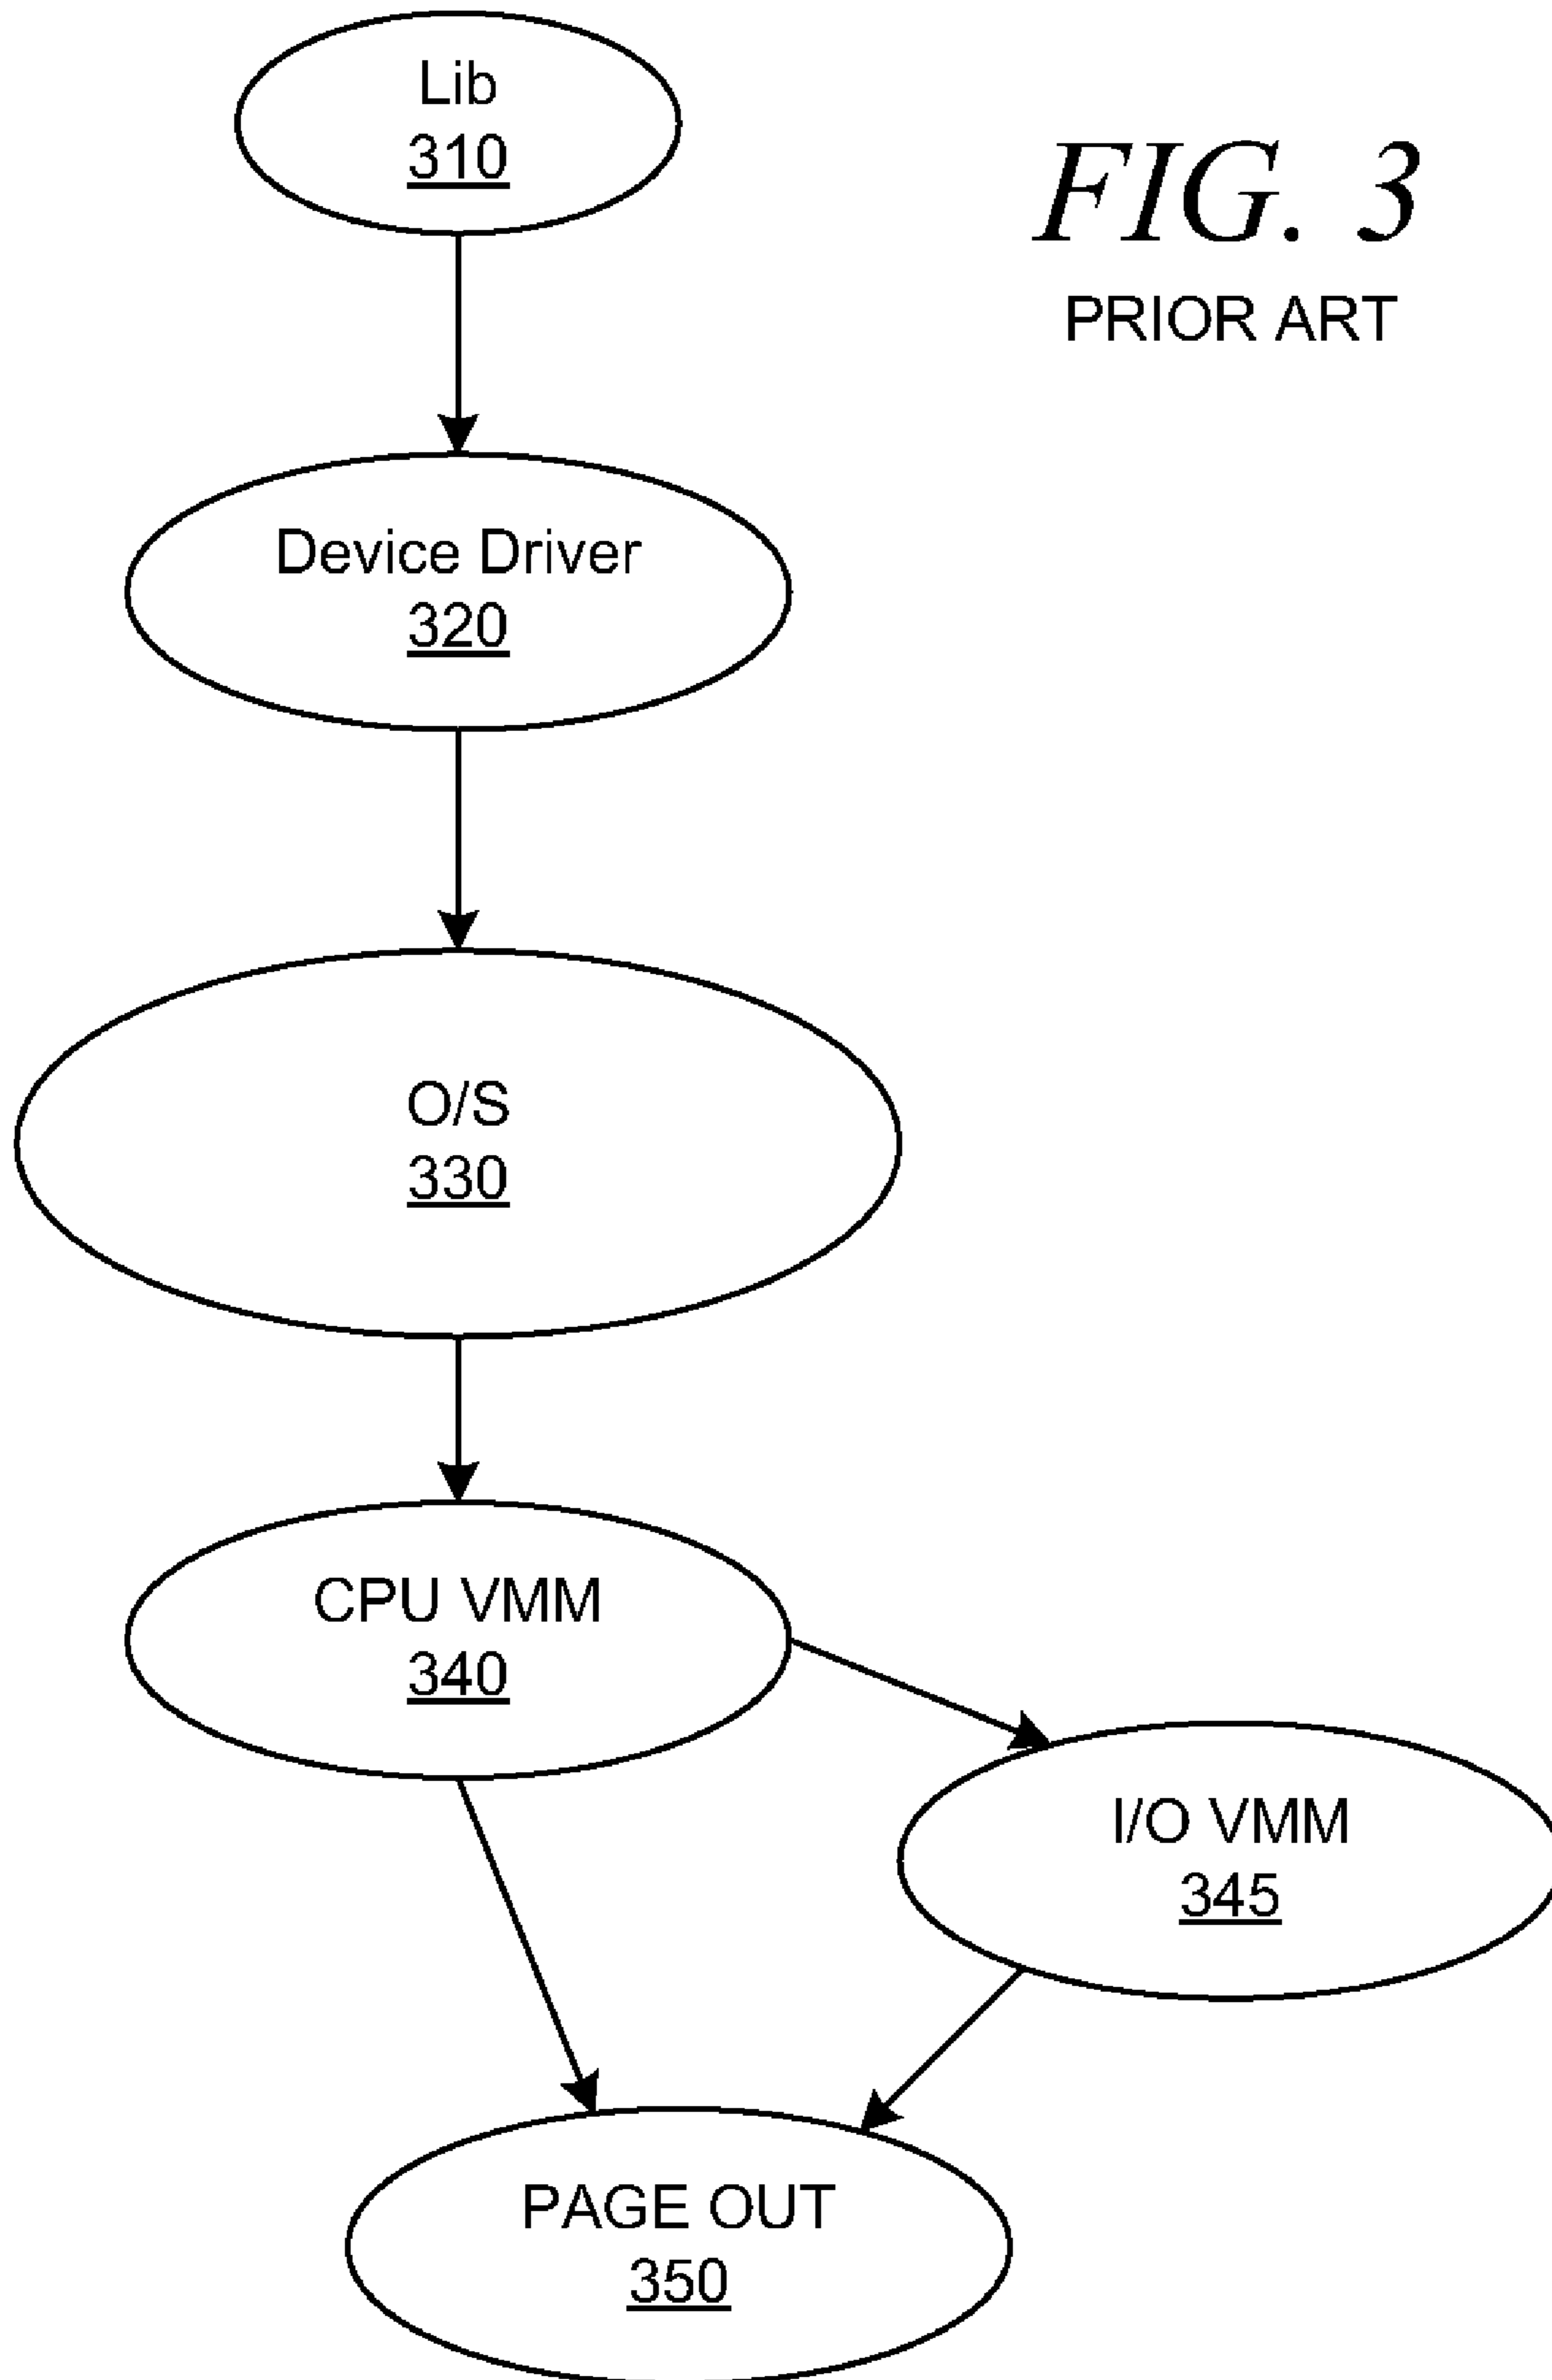 Lib
310
FIG. 3
PRIOR ART
Device Driver
320
O/S
330
CPU VMM
340
I/O VMM
345
PAGE OUT
350